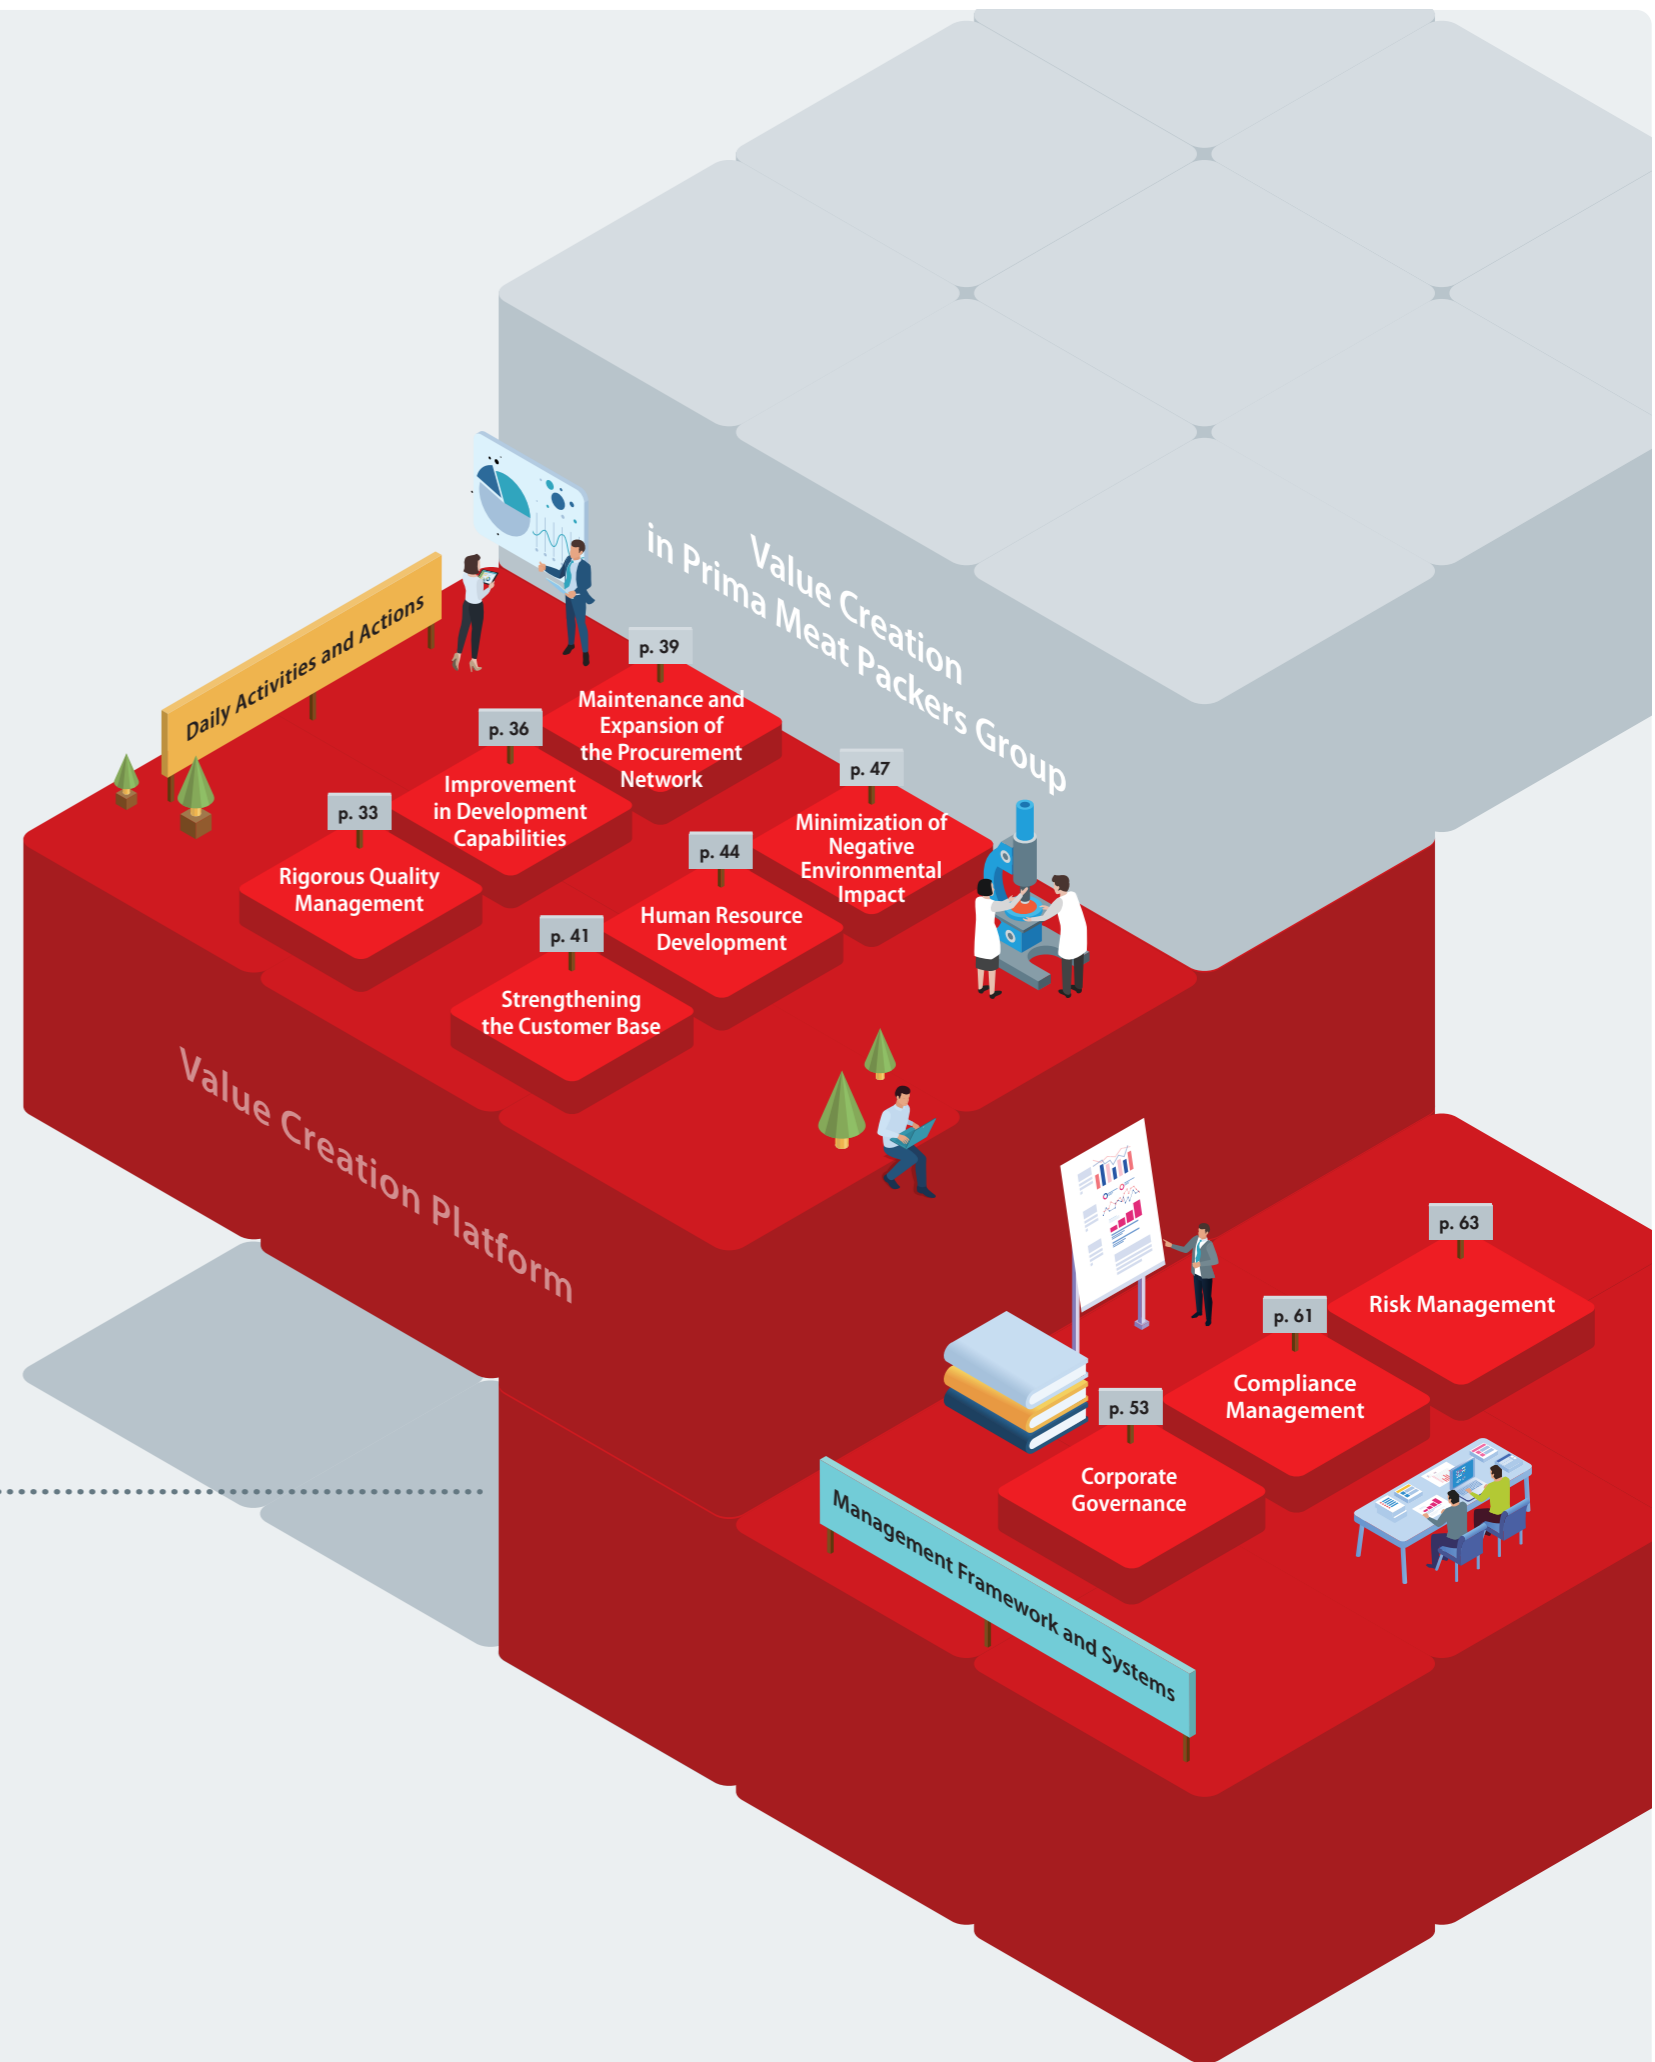 Value Creation
in Prima Meat Packers Group
Daily Activities and Actions
p. 39
Maintenance and
Expansion of
the Procurement
Network
p. 36
Improvement
in Development
Capabilities
p. 33
Rigorous Quality
Management
p. 47
Minimization of
Negative
Environmental
Impact
p. 44
Human Resource
Development
p. 41
Strengthening
the Customer Base
Value Creation Platform
p. 63
Risk Management
p. 61
Compliance
Management
p. 53
Corporate
Governance
Management Framework and Systems